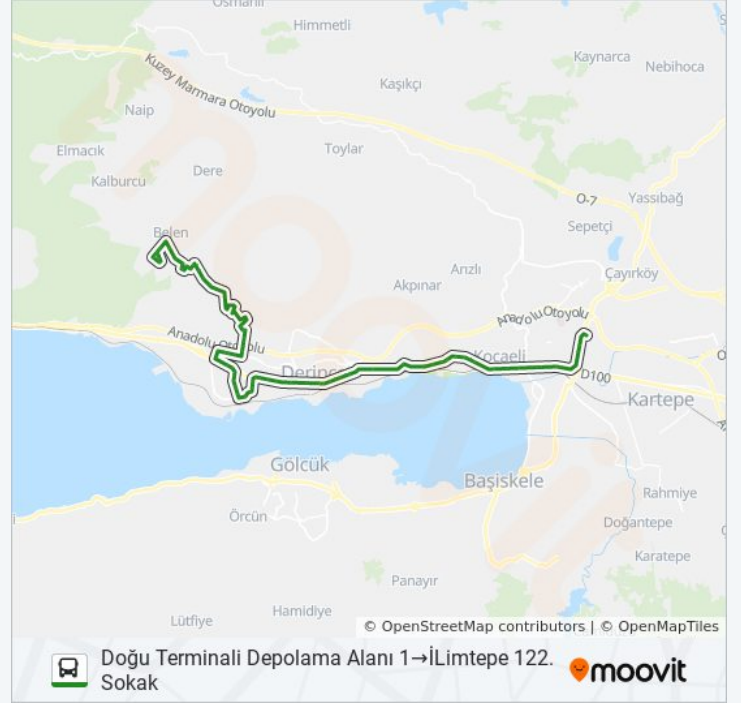 Himmetli
Kaynarca
Nebihoca
Kuzey Marmara Otoyolu
Kaşıkçı
Naip
Toylar
Elmacık
Dere
Kalburcu
O-7
Yassıbağ
Sepetçi
Belen
Arızlı
Çayırköy
Akpınar
Anadolu Otoyolu
Anadolu Otoyolu
Kocaeli
Derince
D100
Kartepe
Gölcük
Başiskele
Rahmiye
Örcün
Doğantepe
Karatepe
Panayır
Hamidiye
Lütfiye
© OpenStreetMap contributors | © OpenMapTiles
Doğu Terminali Depolama Alanı 1→İLimtepe 122.
Sokak
moovit